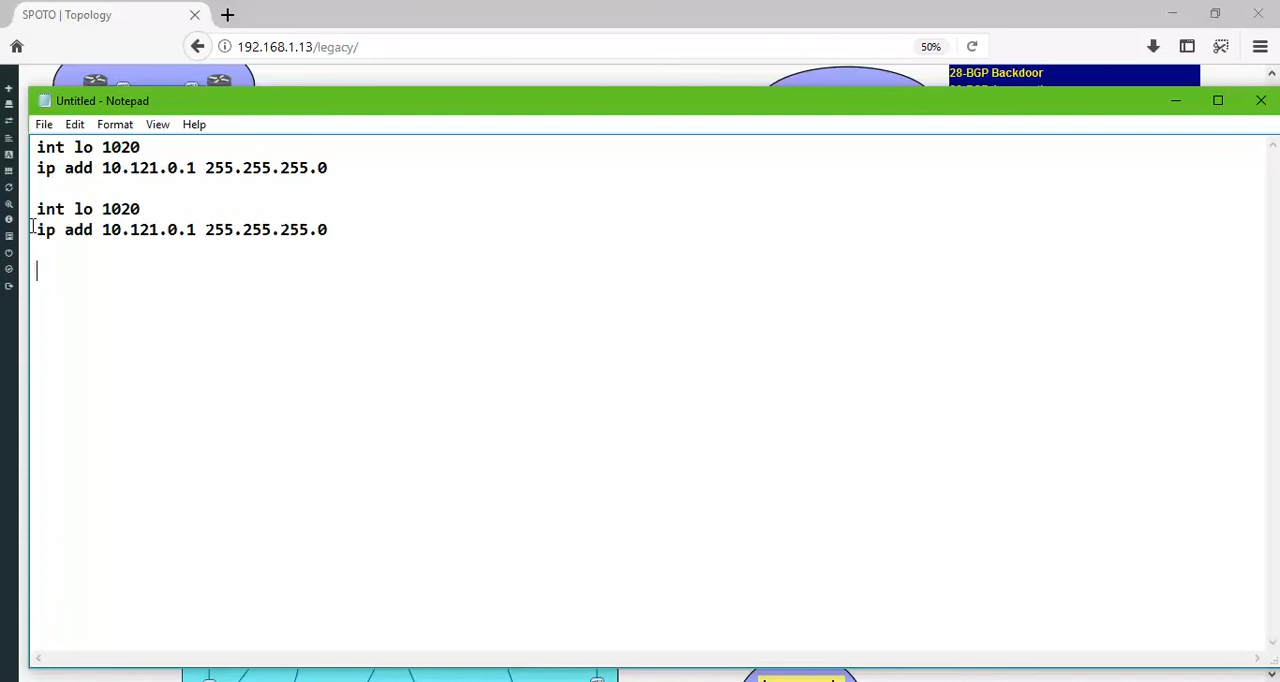 SPOTO | Topology
192.168.1.13/legacy/
50%
28-BGP Backdoor
Untitled - Notepad
File Edit Format View Help
int lo 1020
ip add 10.121.0.1 255.255.255.0
int lo 1020
ip add 10.121.0.1 255.255.255.0